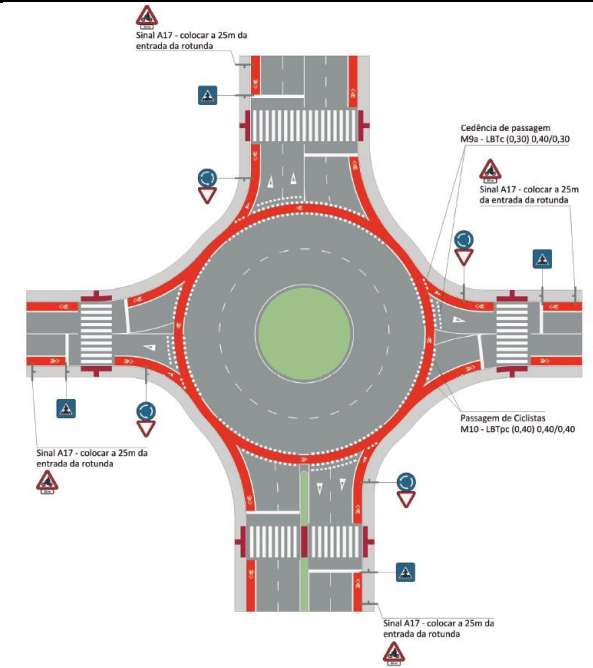 Sinal A17 - colocar a 25m da
entrada da rotunda
Cedência de passagem
M9a - LBTc (0,30) 0,40/0,30
Sinal A17 - colocar a 25m
da entrada da rotunda
Passagem de Ciclistas
M10 - LBTpc (0,40) 0,40/0,40
Sinal A17 - colocar a 25m da
entrada da rotunda
Sinal A17 - colocar a 25m da
entrada da rotunda